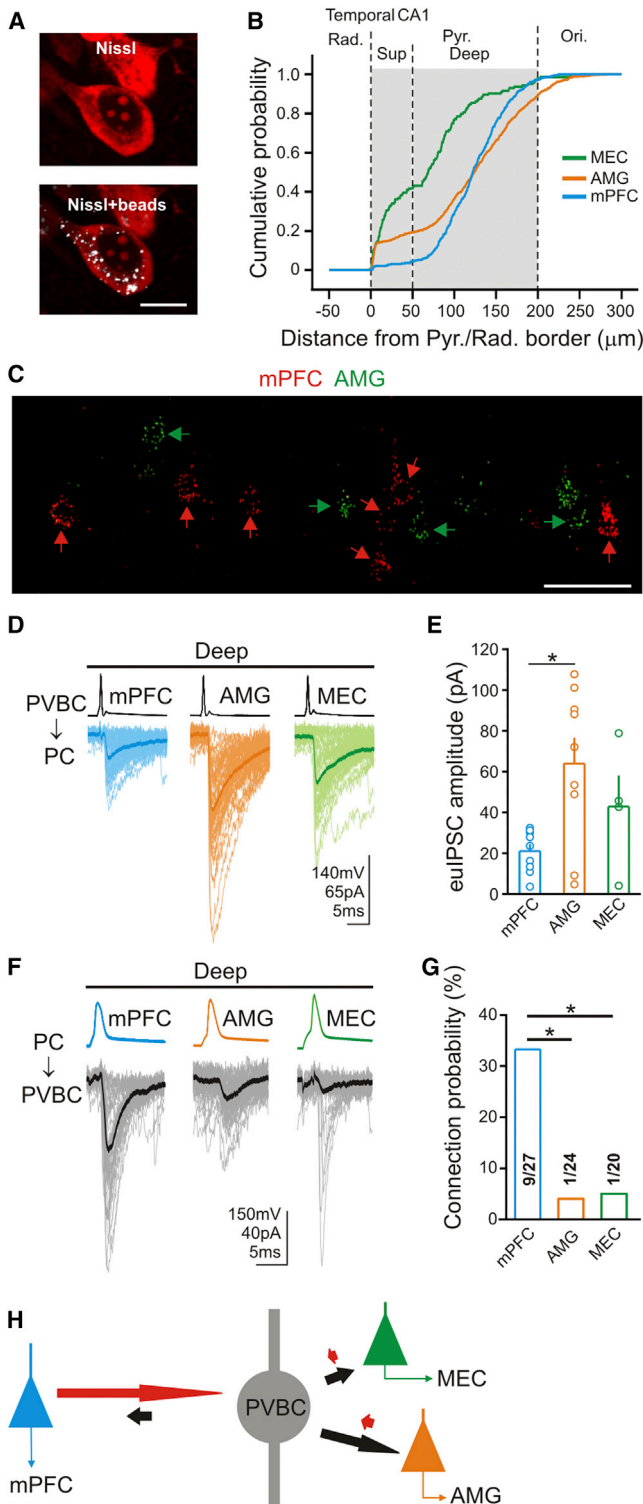 A
Nissl
Nissl+beads
B
Temporal CA1
Rad.
Pyr.
Ori.
Sup
Deep
Cumulative probability
1.0
0.8
0.6
0.4
0.2
0
MEC
AMG
mPFC
-50 0 50 100 150 200 250 300
Distance from Pyr./Rad. border (μm)
C
mPFC AMG
D
Deep
PVBC
↓
PC
mPFC
AMG
MEC
140mV
65pA
5ms
E
euIPSC amplitude (pA)
120
100
80
60
40
20
0
*
mPFC
AMG
MEC
F
Deep
PC
↓
PVBC
mPFC
AMG
MEC
150mV
40pA
5ms
G
Connection probability (%)
40
30
20
10
0
*
*
9/27
1/24
1/20
mPFC
AMG
MEC
H
PVBC
mPFC
MEC
AMG